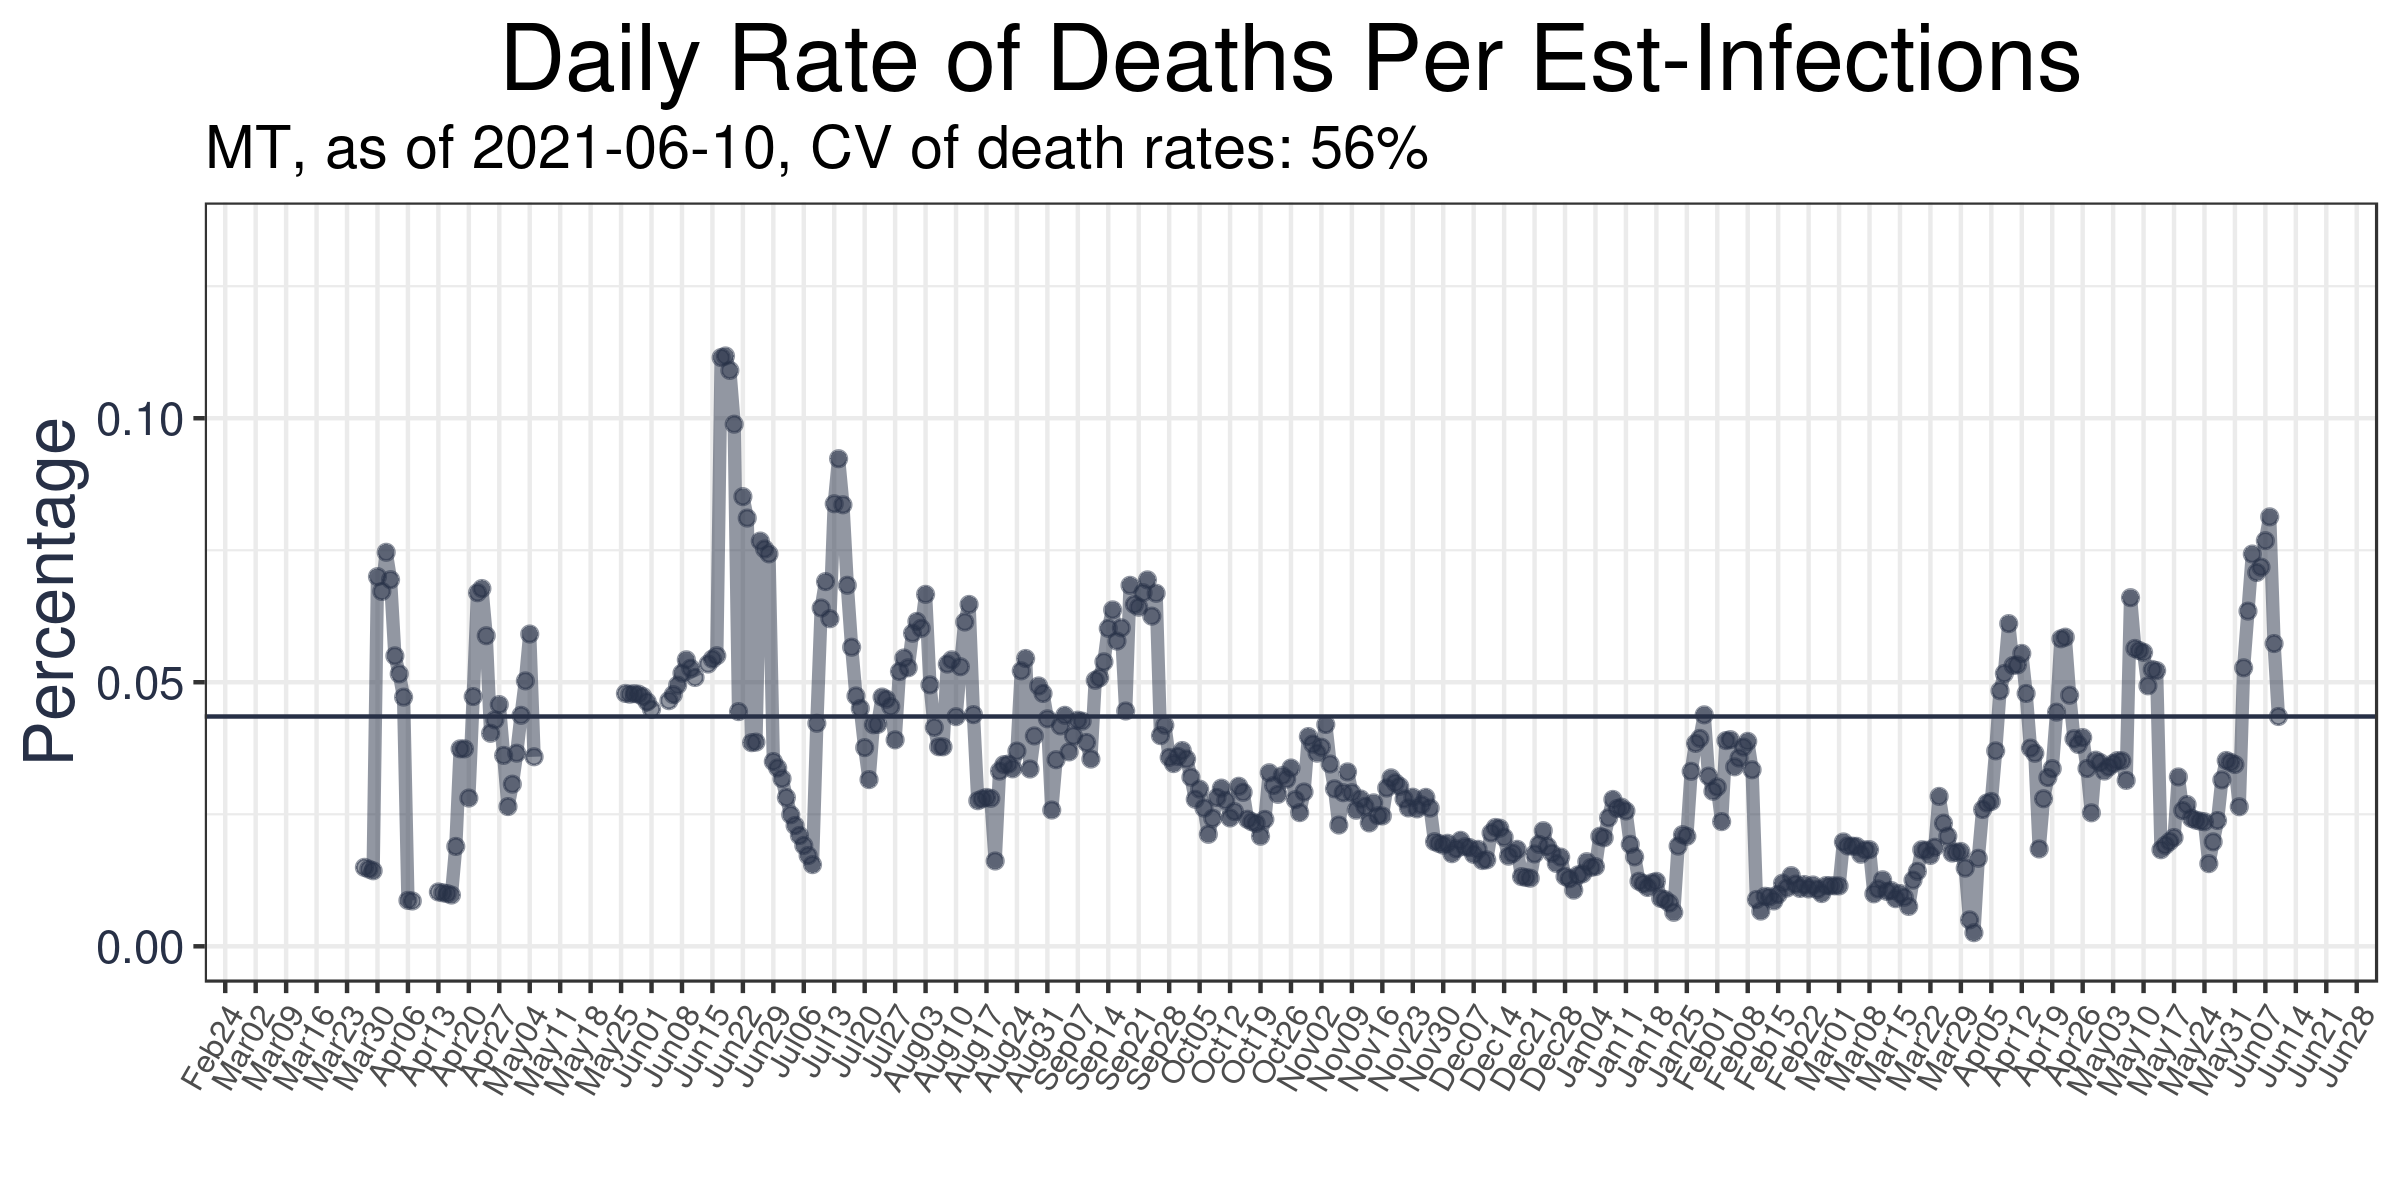 Daily Rate of Deaths Per Est-Infections
MT, as of 2021-06-10, CV of death rates: 56%
Percentage
0.10
0.05
0.00
Feb24
Mar02
Mar09
Mar16
Mar23
Mar30
Apr06
Apr13
Apr20
Apr27
May04
May11
May18
May25
Jun01
Jun08
Jun15
Jun22
Jun29
Jul06
Jul13
Jul20
Jul27
Aug03
Aug10
Aug17
Aug24
Aug31
Sep07
Sep14
Sep21
Sep28
Oct05
Oct12
Oct19
Oct26
Nov02
Nov09
Nov16
Nov23
Nov30
Dec07
Dec14
Dec21
Dec28
Jan04
Jan11
Jan18
Jan25
Feb01
Feb08
Feb15
Feb22
Mar01
Mar08
Mar15
Mar22
Mar29
Apr05
Apr12
Apr19
Apr26
May03
May10
May17
May24
May31
Jun07
Jun14
Jun21
Jun28